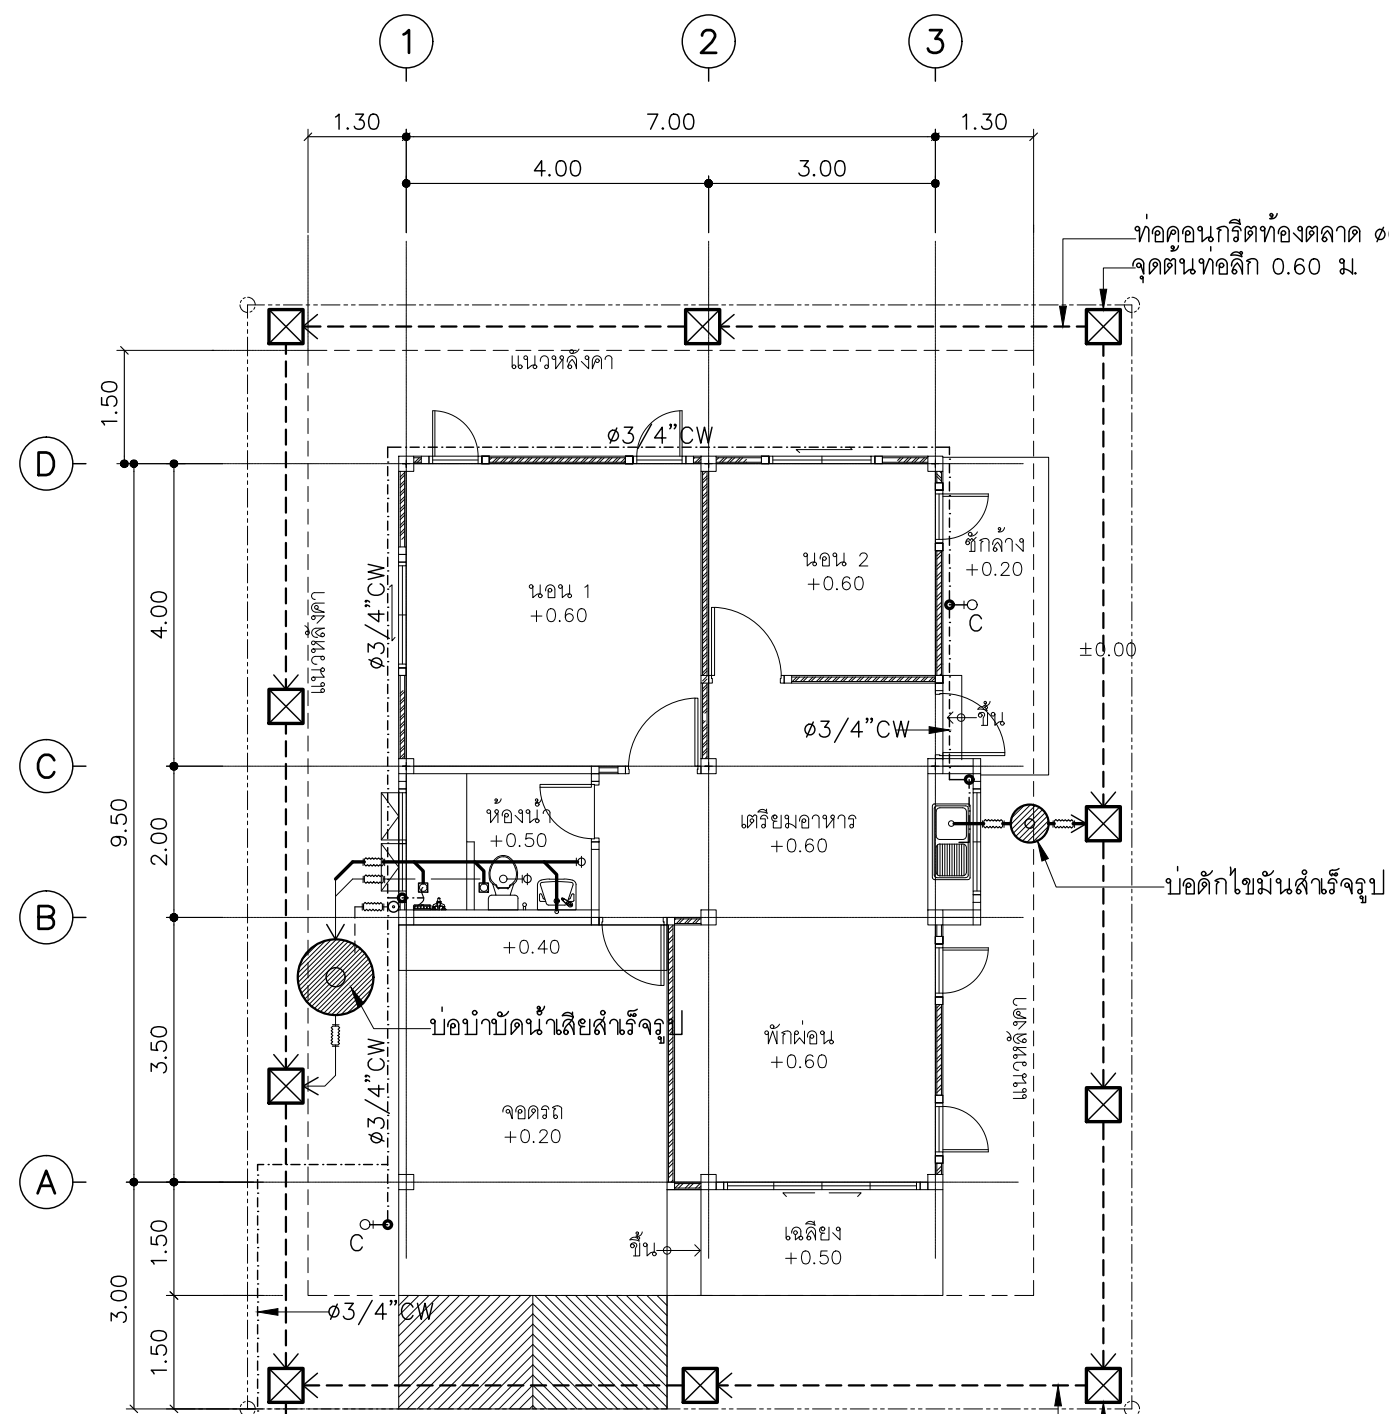 1
2
3
1.30
7.00
1.30
4.00
3.00
ท่อคอนกรีตท้องตลาด
จุดต้นท่อลึก 0.60 ม.
แนวหลังคา
1.50
D
ø3/4"CW
ซักล้าง
+0.20
นอน 2
+0.60
นอน 1
+0.60
ø3/4"CW
แนวหลังคา
4.00
C
±0.00
ø3/4"CW
ขึ้น
C
9.50
2.00
ห้องน้ำ
+0.50
เตรียมอาหาร
+0.60
บ่อดักไขมันสำเร็จรูป
B
+0.40
บ่อบำบัดน้ำเสียสำเร็จรูป
3.50
พักผ่อน
+0.60
แนวหลังคา
ø3/4"CW
จอดรถ
+0.20
A
C
1.50
ขึ้น
เฉลียง
+0.50
3.00
ø3/4"CW
1.50